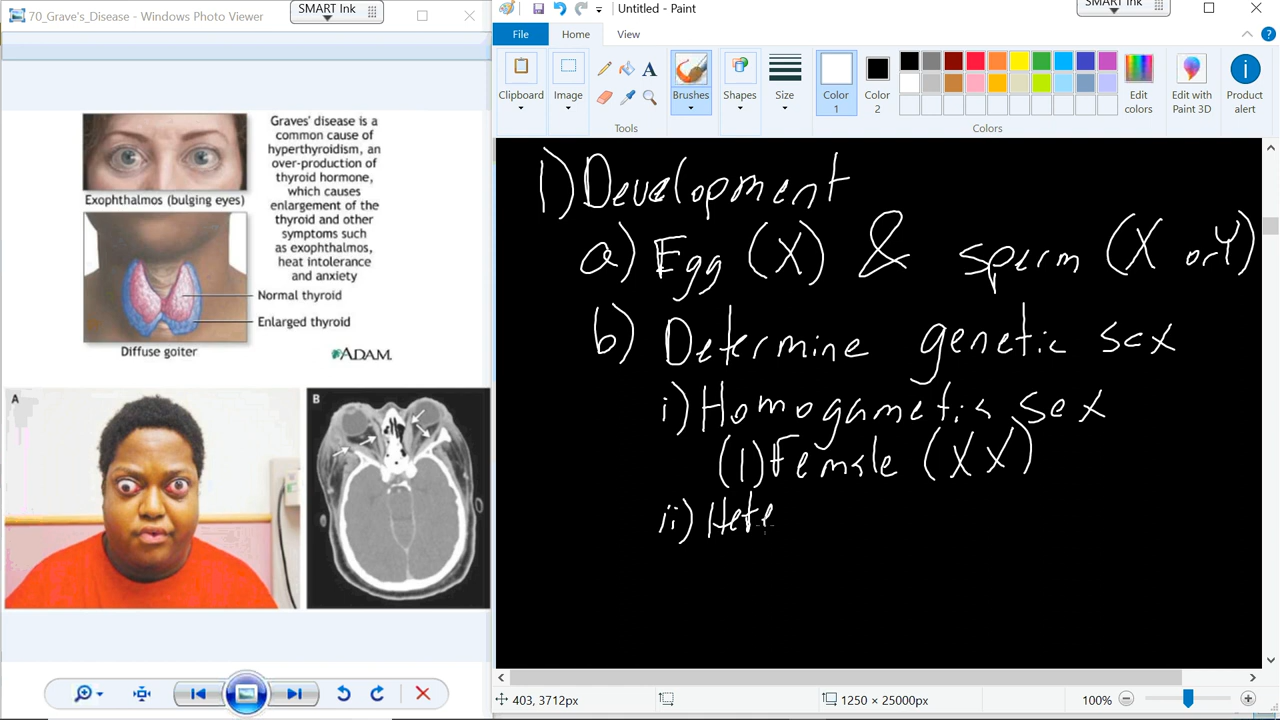 70_Grave's_Disease - Windows Photo Viewer
SMART Ink
Untitled - Paint
SMART Ink
File
Home
View
Clipboard
Image
Brushes
Shapes
Size
Color 1
Color 2
Edit colors
Edit with Paint 3D
Product alert
Tools
Colors
Graves' disease is a
common cause of
hyperthyroidism, an
over-production of
thyroid hormone,
which causes
enlargement of the
thyroid and other
symptoms such
as exophthalmos,
heat intolerance
and anxiety
Exophthalmos (bulging eyes)
Normal thyroid
Enlarged thyroid
Diffuse goiter
ADAM.
A
B
1) Development
a) Egg (X) & sperm (X or Y)
b) Determine genetic sex
i) Homogametic sex
(1) Female (XX)
ii) Hete
403, 3712px
1250 × 25000px
100%